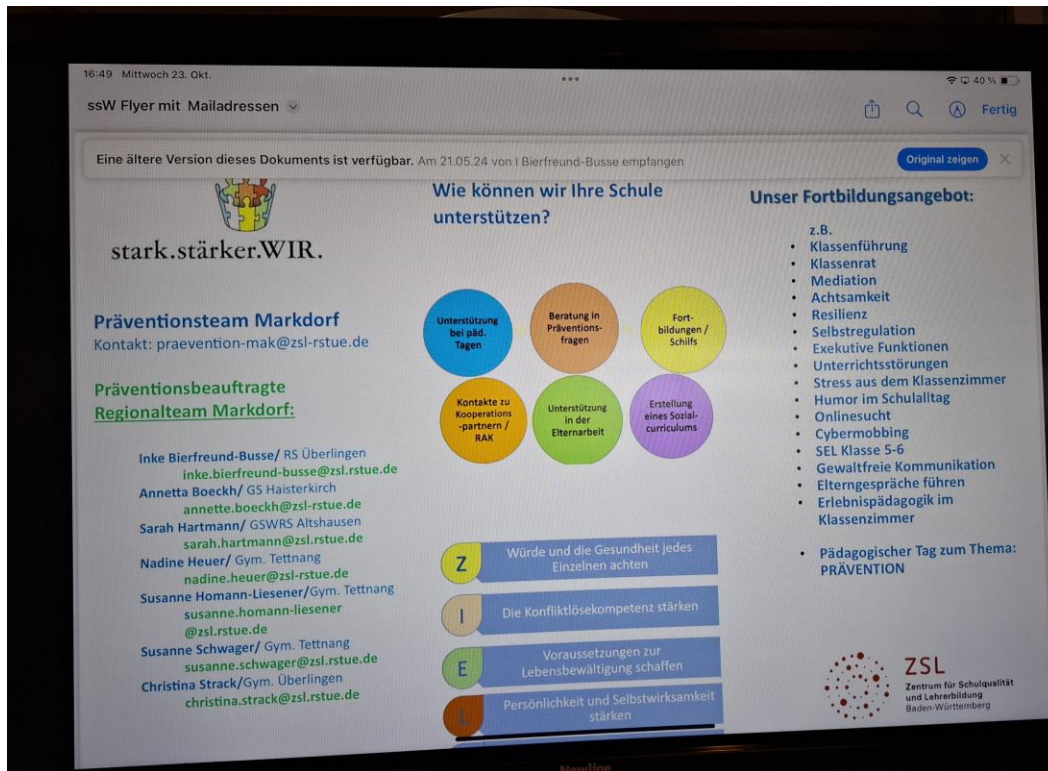 16:49 Mittwoch 23. Okt.
40 %
ssW Flyer mit Mailadressen
Fertig
Eine ältere Version dieses Dokuments ist verfügbar. Am 21.05.24 von I Bierfreund-Busse empfangen
Original zeigen
stark.stärker.WIR.
Präventionsteam Markdorf
Kontakt: praevention-mak@zsl-rstue.de
Präventionsbeauftragte
Regionalteam Markdorf:
Inke Bierfreund-Busse/ RS Überlingen
inke.bierfreund-busse@zsl.rstue.de
Annetta Boeckh/ GS Haisterkirch
annette.boeckh@zsl-rstue.de
Sarah Hartmann/ GSWRS Altshausen
sarah.hartmann@zsl.rstue.de
Nadine Heuer/ Gym. Tettnang
nadine.heuer@zsl-rstue.de
Susanne Homann-Liesener/Gym. Tettnang
susanne.homann-liesener
@zsl.rstue.de
Susanne Schwager/ Gym. Tettnang
susanne.schwager@zsl.rstue.de
Christina Strack/Gym. Überlingen
christina.strack@zsl.rstue.de
Wie können wir Ihre Schule
unterstützen?
Unterstützung
bei päd.
Tagen
Beratung in
Präventions-
fragen
Fort-
bildungen /
Schilfs
Kontakte zu
Kooperations
-partnern /
RAK
Unterstützung
in der
Elternarbeit
Erstellung
eines Sozial-
curriculums
Z
Würde und die Gesundheit jedes
Einzelnen achten
I
Die Konfliktlösekompetenz stärken
E
Voraussetzungen zur
Lebensbewältigung schaffen
L
Persönlichkeit und Selbstwirksamkeit
stärken
Unser Fortbildungsangebot:
z.B.
• Klassenführung
• Klassenrat
• Mediation
• Achtsamkeit
• Resilienz
• Selbstregulation
• Exekutive Funktionen
• Unterrichtsstörungen
• Stress aus dem Klassenzimmer
• Humor im Schulalltag
• Onlinesucht
• Cybermobbing
• SEL Klasse 5-6
• Gewaltfreie Kommunikation
• Elterngespräche führen
• Erlebnispädagogik im
Klassenzimmer
• Pädagogischer Tag zum Thema:
PRÄVENTION
ZSL
Zentrum für Schulqualität
und Lehrerbildung
Baden-Württemberg
Newline